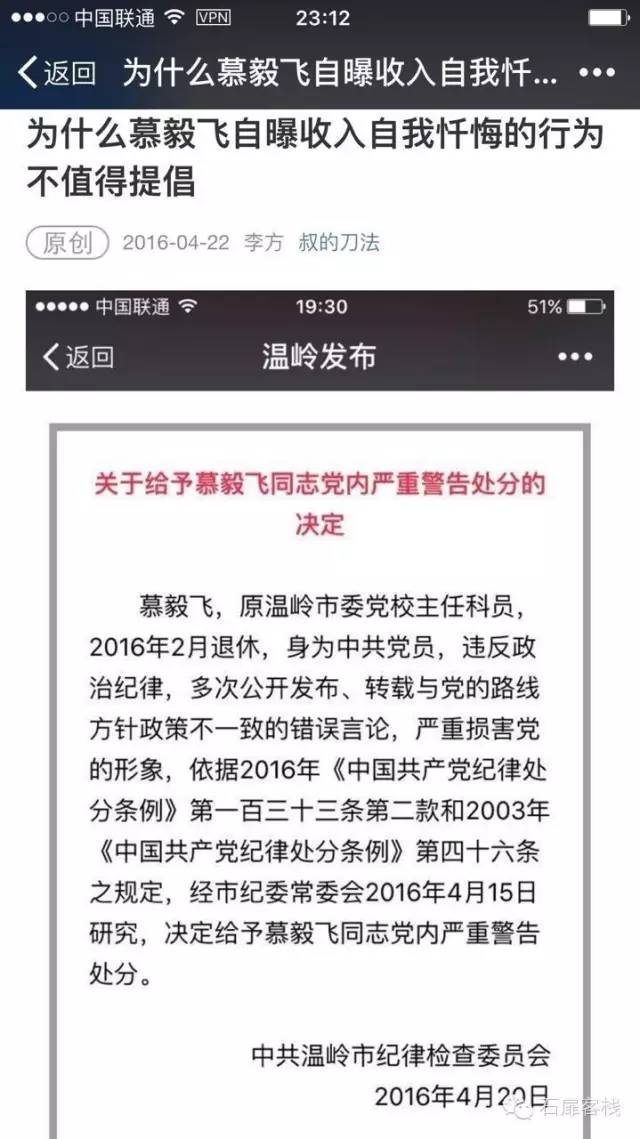 中国联通 VPN 23:12
返回 为什么慕毅飞自曝收入自我忏...
为什么慕毅飞自曝收入自我忏悔的行为
不值得提倡
原创 2016-04-22 李方 叔的刀法
中国联通 19:30 51%
返回 温岭发布
关于给予慕毅飞同志党内严重警告处分的
决定
慕毅飞，原温岭市委党校主任科员，
2016年2月退休，身为中共党员，违反政
治纪律，多次公开发布、转载与党的路线
方针政策不一致的错误言论，严重损害党
的形象，依据2016年《中国共产党纪律处
分条例》第一百三十三条第二款和2003年
《中国共产党纪律处分条例》第四十六条
之规定，经市纪委常委会2016年4月15日
研究，决定给予慕毅飞同志党内严重警告
处分。
中共温岭市纪律检查委员会
2016年4月20日
石扉客栈